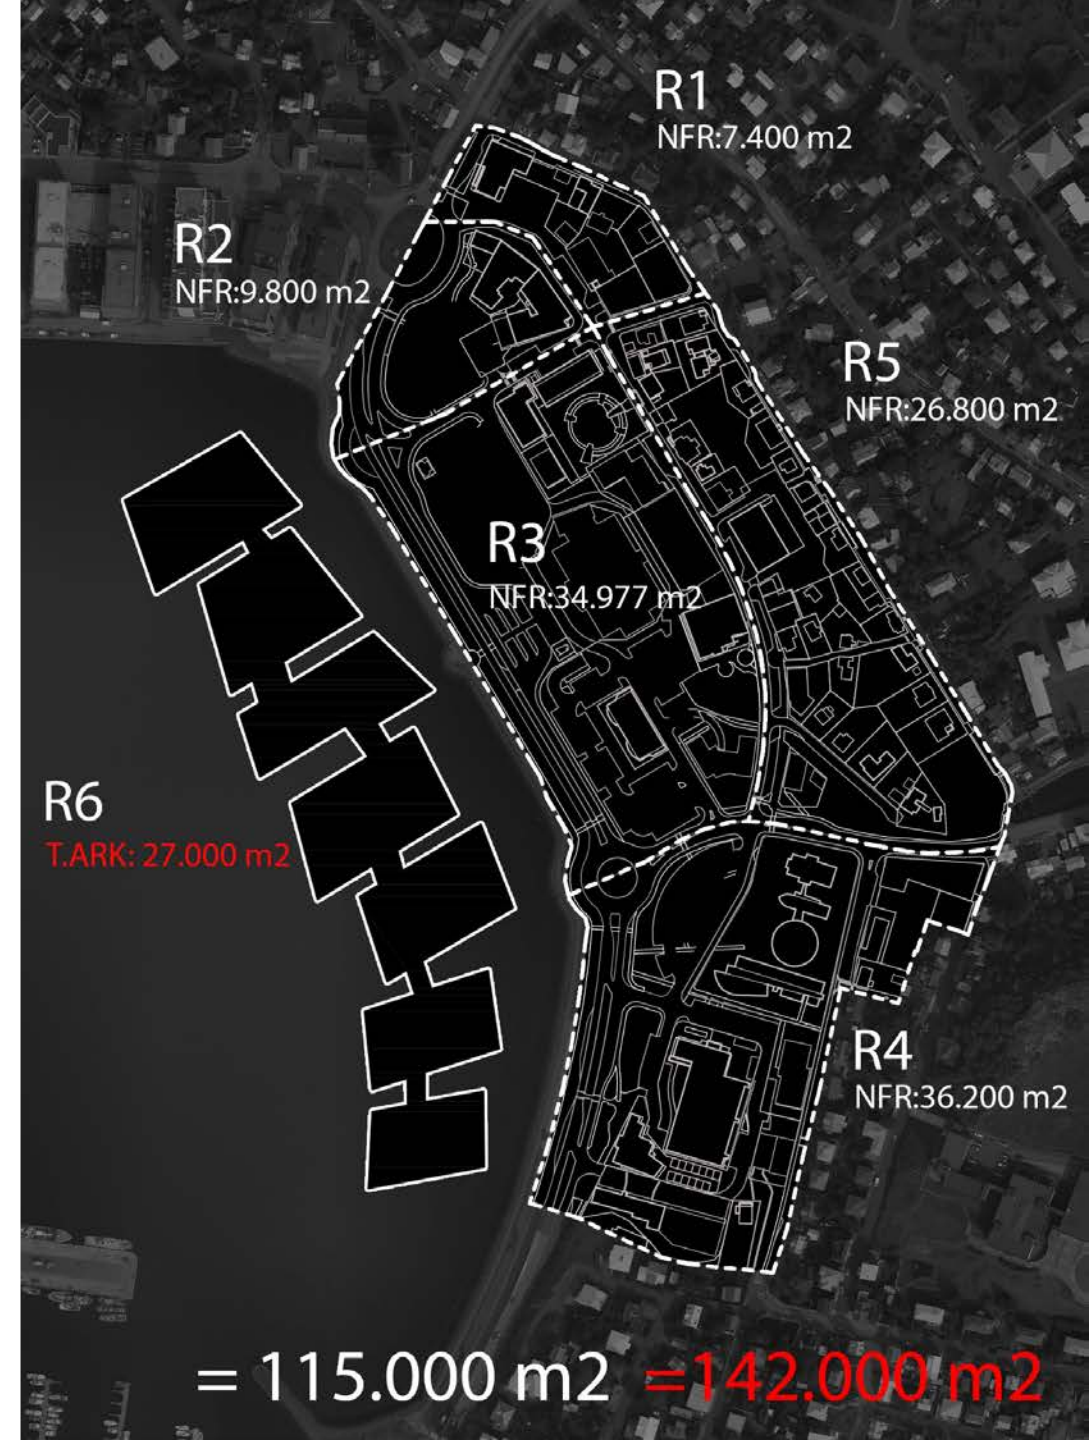 R1
NFR:7.400 m2
R2
NFR:9.800 m2
R5
NFR:26.800 m2
R3
NFR:34.977 m2
R6
T.ARK: 27.000 m2
R4
NFR:36.200 m2
= 115.000 m2 =142.000 m2